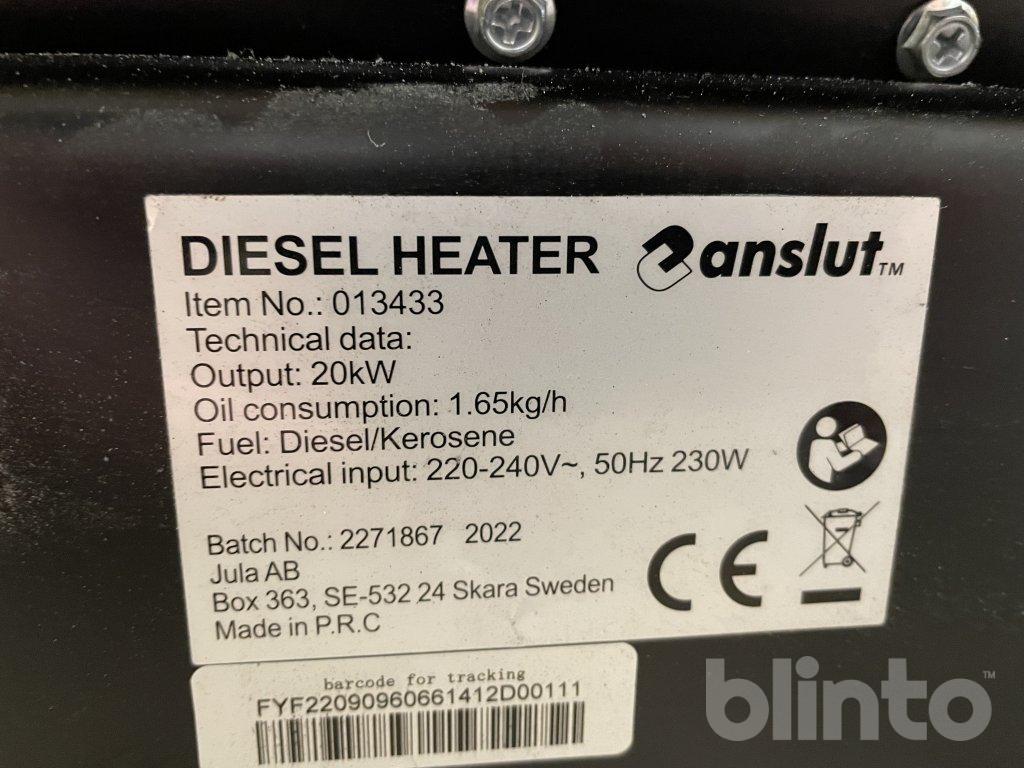 DIESEL HEATER anslut™
Item No.: 013433
Technical data:
Output: 20kW
Oil consumption: 1.65kg/h
Fuel: Diesel/Kerosene
Electrical input: 220-240V~, 50Hz 230W
Batch No.: 2271867 2022
Jula AB
Box 363, SE-532 24 Skara Sweden
Made in P.R.C
CE
barcode for tracking
FYF22090960661412D00111
blinto™